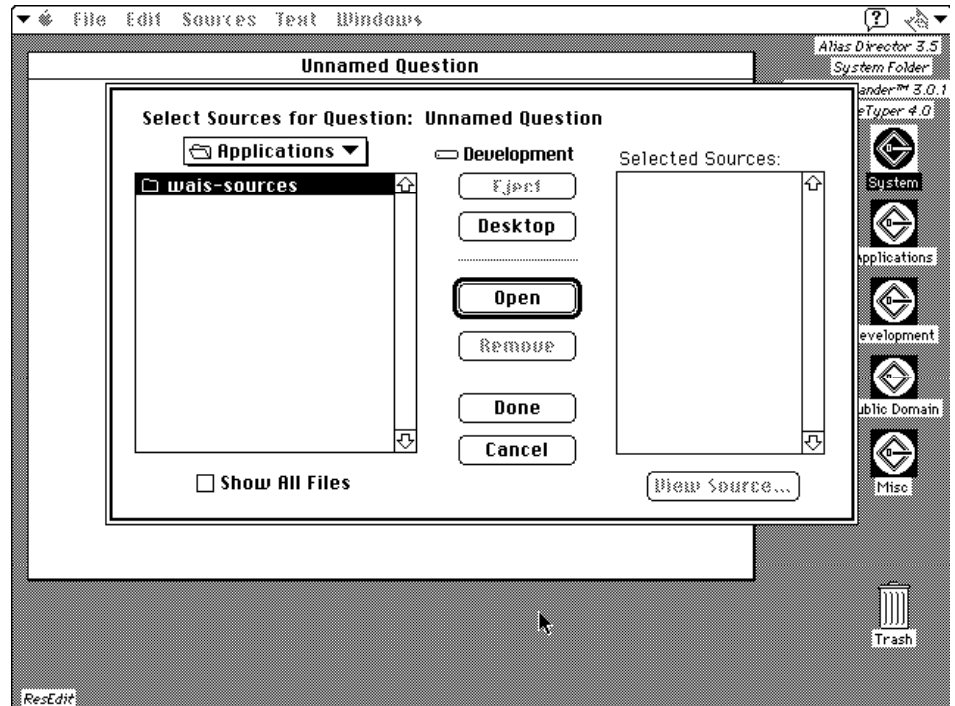 File Edit Sources Text Windows
Alias Director 3.5
System Folder
ander™ 3.0.1
eTyper 4.0
Unnamed Question
Select Sources for Question: Unnamed Question
Applications
Development
Selected Sources:
wais-sources
Eject
Desktop
Open
Remove
Done
Cancel
Show All Files
View Source...
System
Applications
evelopment
ublic Domain
Misc
Trash
ResEdit